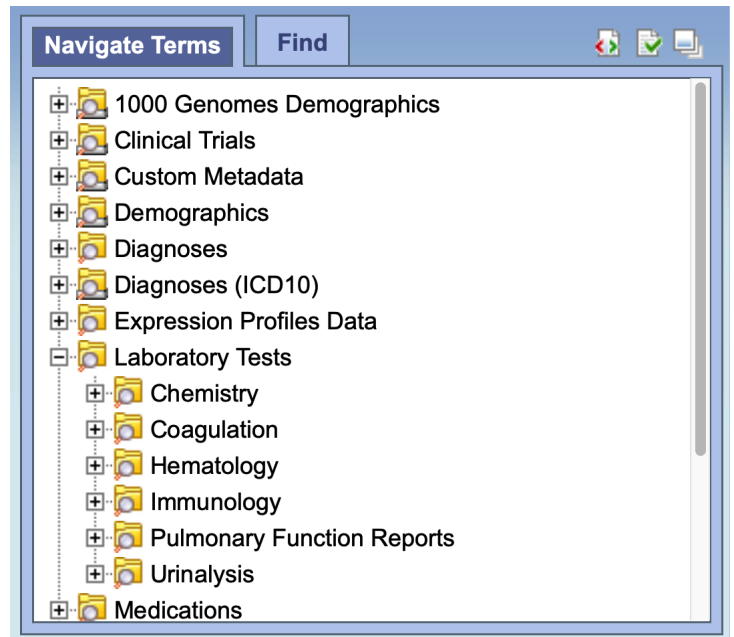 Navigate Terms Find
1000 Genomes Demographics
Clinical Trials
Custom Metadata
Demographics
Diagnoses
Diagnoses (ICD10)
Expression Profiles Data
Laboratory Tests
Chemistry
Coagulation
Hematology
Immunology
Pulmonary Function Reports
Urinalysis
Medications